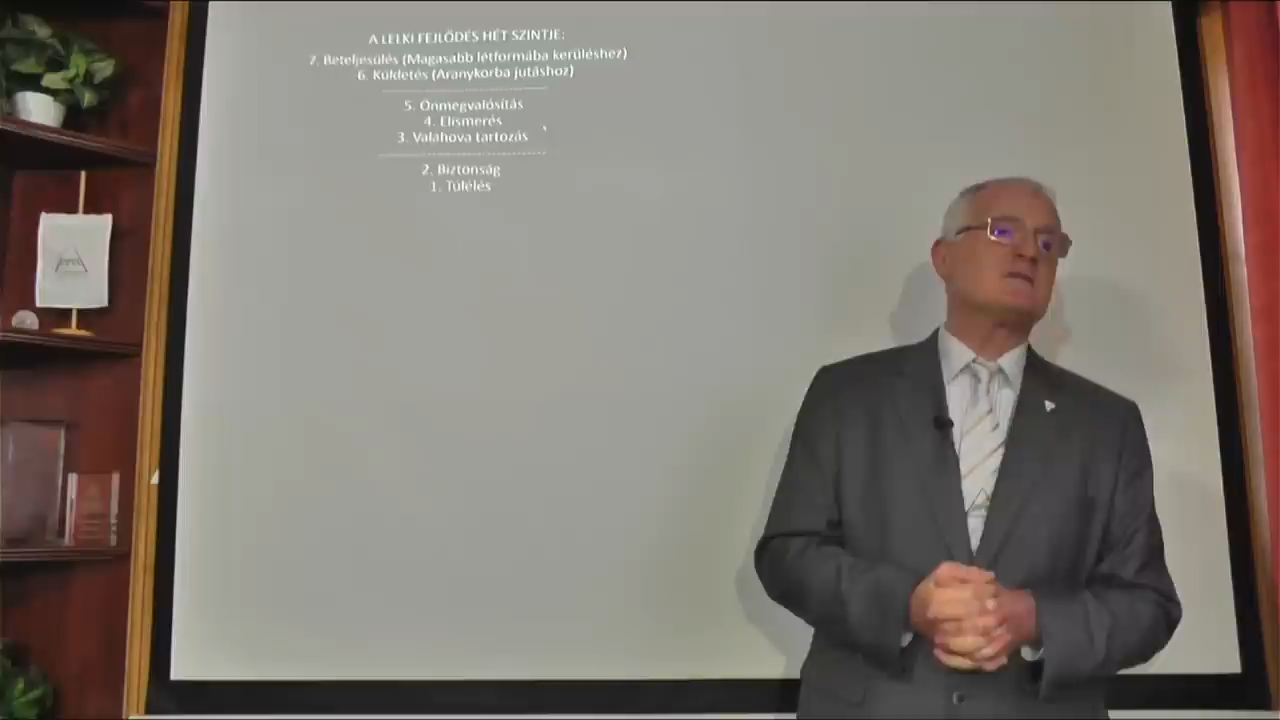 A LELKI FEJLŐDÉS HÉT SZINTJE:
7. Beteljesülés (Magasabb létformába kerüléshez)
6. Küldetés (Aranykorba jutáshoz)
5. Önmegvalósítás
4. Elismerés
3. Valahova tartozás
2. Biztonság
1. Túlélés